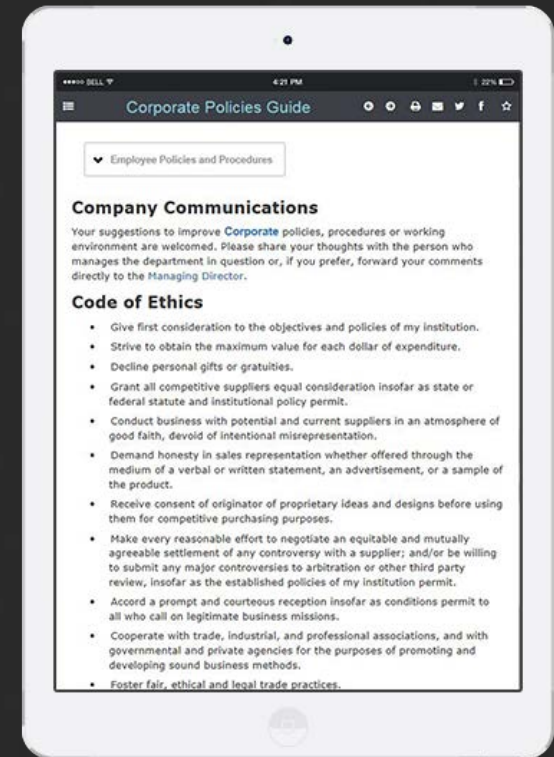 BELL 4:21 PM 22%
Corporate Policies Guide
Employee Policies and Procedures
Company Communications
Your suggestions to improve Corporate policies, procedures or working
environment are welcomed. Please share your thoughts with the person who
manages the department in question or, if you prefer, forward your comments
directly to the Managing Director.
Code of Ethics
• Give first consideration to the objectives and policies of my institution.
• Strive to obtain the maximum value for each dollar of expenditure.
• Decline personal gifts or gratuities.
• Grant all competitive suppliers equal consideration insofar as state or
federal statute and institutional policy permit.
• Conduct business with potential and current suppliers in an atmosphere of
good faith, devoid of intentional misrepresentation.
• Demand honesty in sales representation whether offered through the
medium of a verbal or written statement, an advertisement, or a sample of
the product.
• Receive consent of originator of proprietary ideas and designs before using
them for competitive purchasing purposes.
• Make every reasonable effort to negotiate an equitable and mutually
agreeable settlement of any controversy with a supplier; and/or be willing
to submit any major controversies to arbitration or other third party
review, insofar as the established policies of my institution permit.
• Accord a prompt and courteous reception insofar as conditions permit to
all who call on legitimate business missions.
• Cooperate with trade, industrial, and professional associations, and with
governmental and private agencies for the purposes of promoting and
developing sound business methods.
• Foster fair, ethical and legal trade practices.